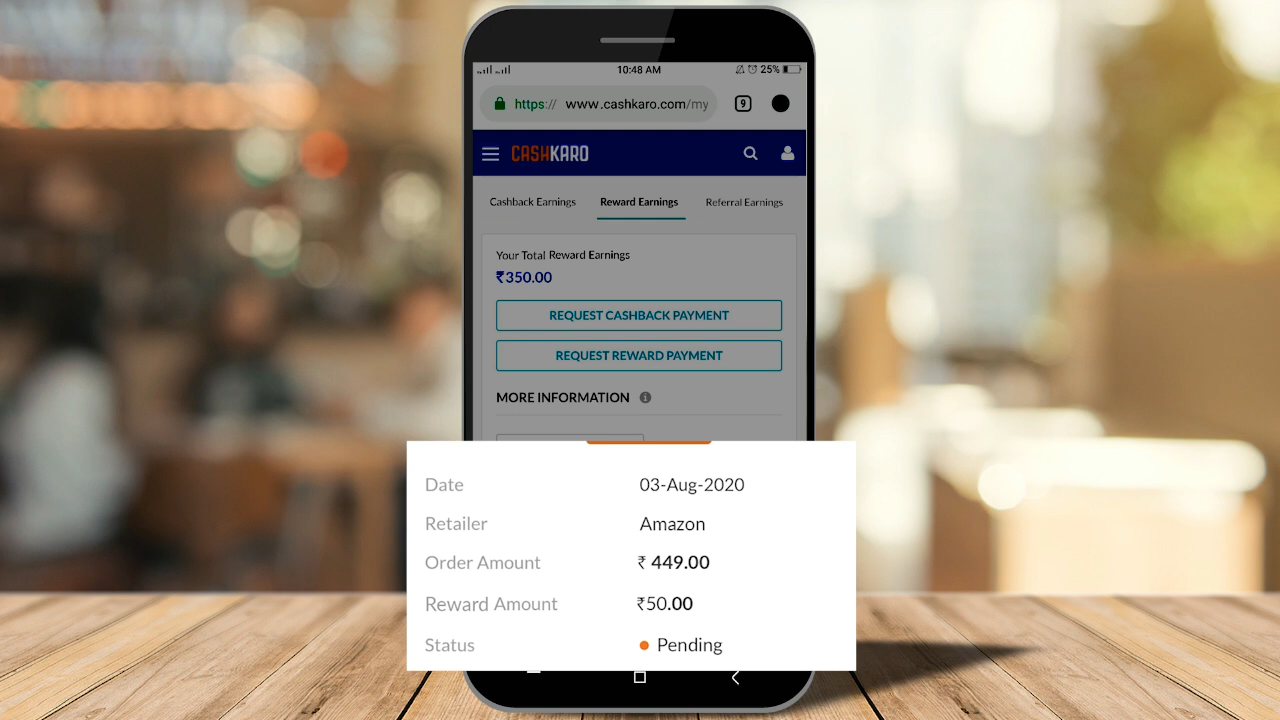 10:48 AM 25%
https:// www.cashkaro.com/my 9
CASHKARO
Cashback Earnings Reward Earnings Referral Earnings
Your Total Reward Earnings
₹350.00
REQUEST CASHBACK PAYMENT
REQUEST REWARD PAYMENT
MORE INFORMATION
Date 03-Aug-2020
Retailer Amazon
Order Amount ₹ 449.00
Reward Amount ₹50.00
Status Pending